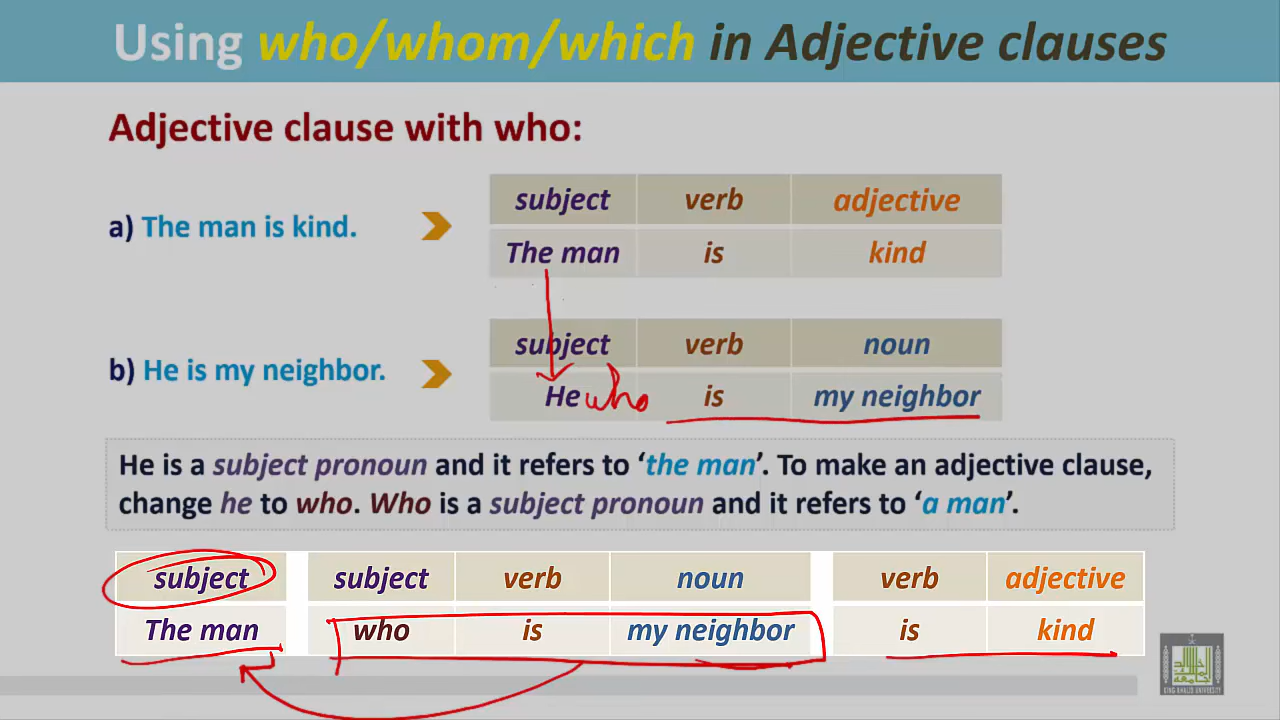 Using who/whom/which in Adjective clauses
Adjective clause with who:
subject verb adjective
a) The man is kind.
The man is kind
subject verb noun
b) He is my neighbor.
He who is my neighbor
He is a subject pronoun and it refers to ‘the man’. To make an adjective clause,
change he to who. Who is a subject pronoun and it refers to ‘a man’.
subject subject verb noun verb adjective
The man who is my neighbor is kind
KING KHALID UNIVERSITY